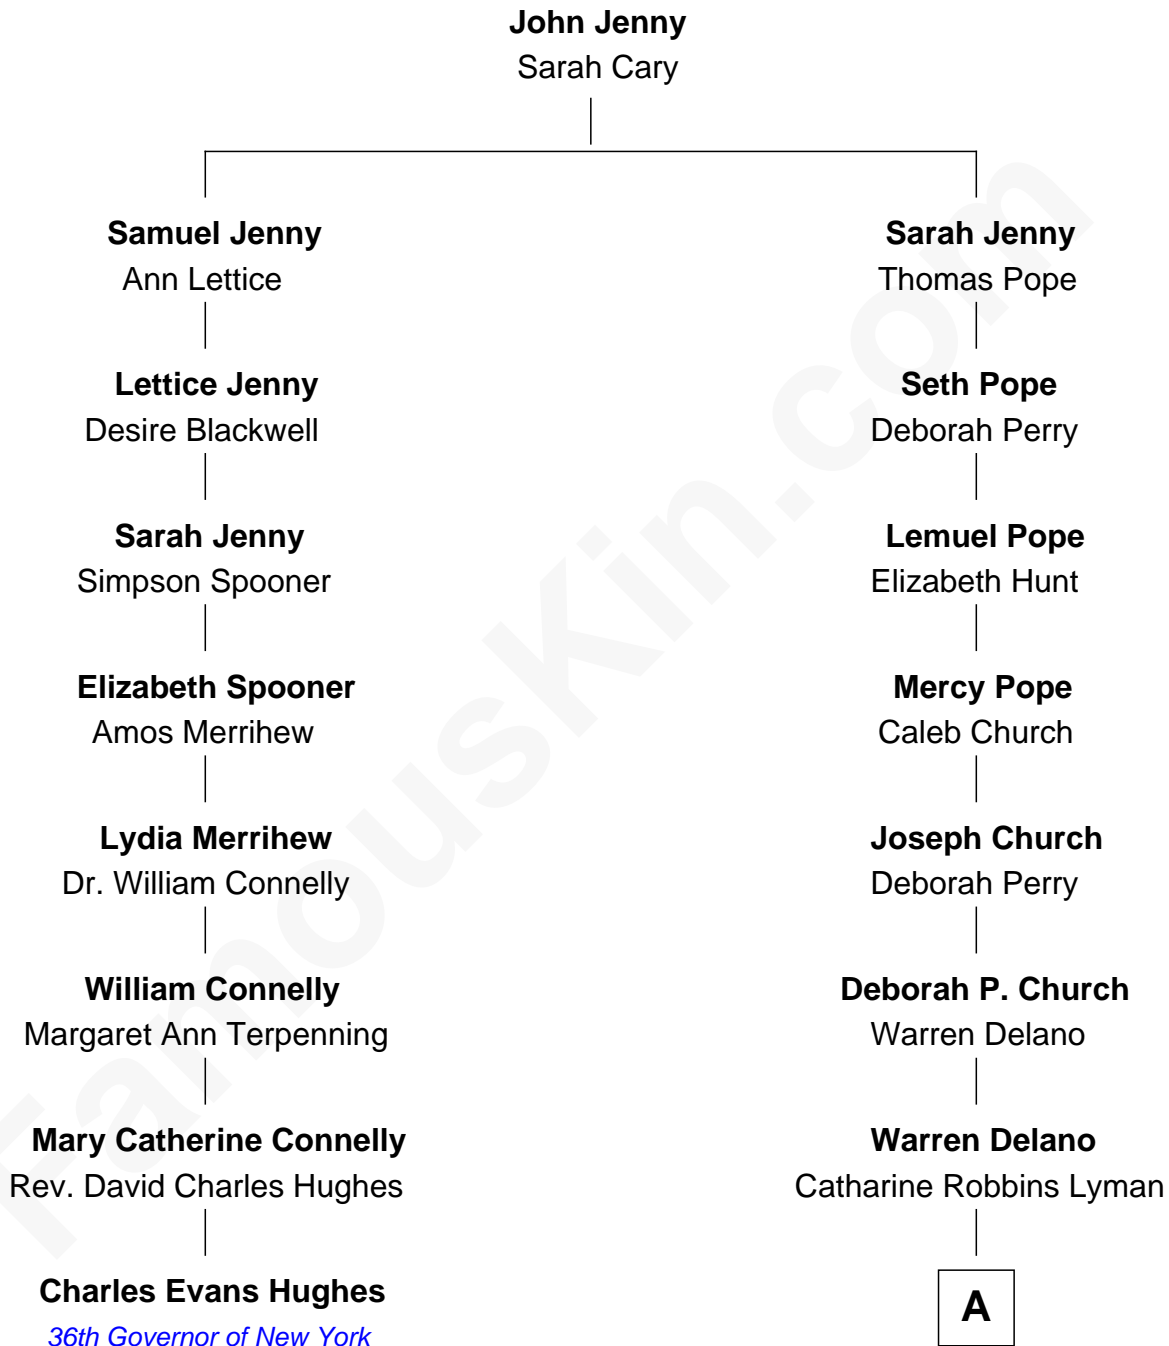 John Jenny
Sarah Cary
Samuel Jenny
Ann Lettice
Lettice Jenny
Desire Blackwell
Sarah Jenny
Simpson Spooner
Elizabeth Spooner
Amos Merrihew
Lydia Merrihew
Dr. William Connelly
William Connelly
Margaret Ann Terpenning
Mary Catherine Connelly
Rev. David Charles Hughes
Charles Evans Hughes
36th Governor of New York
Sarah Jenny
Thomas Pope
Seth Pope
Deborah Perry
Lemuel Pope
Elizabeth Hunt
Mercy Pope
Caleb Church
Joseph Church
Deborah Perry
Deborah P. Church
Warren Delano
Warren Delano
Catharine Robbins Lyman
A
FamousKin.com